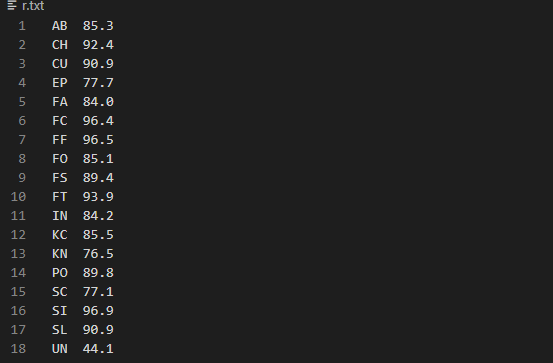 r.txt
1 AB 85.3
2 CH 92.4
3 CU 90.9
4 EP 77.7
5 FA 84.0
6 FC 96.4
7 FF 96.5
8 FO 85.1
9 FS 89.4
10 FT 93.9
11 IN 84.2
12 KC 85.5
13 KN 76.5
14 PO 89.8
15 SC 77.1
16 SI 96.9
17 SL 90.9
18 UN 44.1